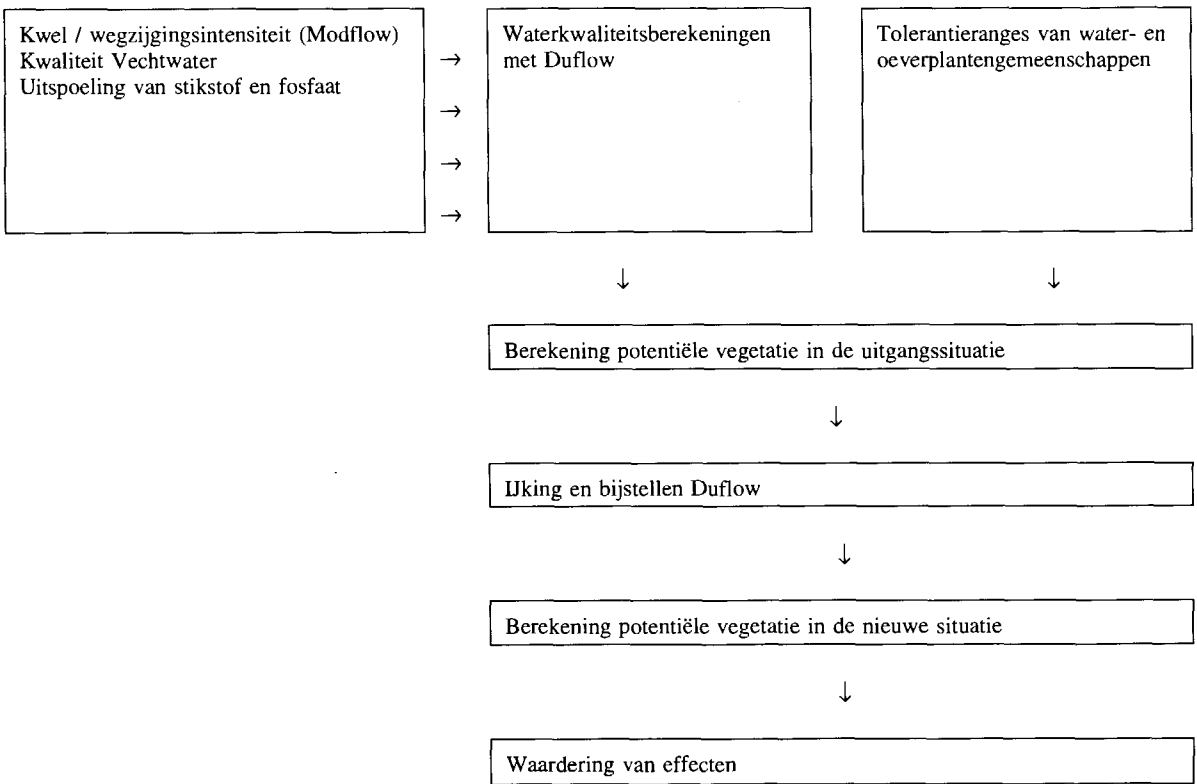 Kwel / wegzijgingsintensiteit (Modflow)
Kwaliteit Vechtwater
Uitspoeling van stikstof en fosfaat
→
→
→
→
Waterkwaliteitsberekeningen
met Duflow
Tolerantieranges van water- en
oeverplantengemeenschappen
↓
↓
Berekening potentiële vegetatie in de uitgangssituatie
↓
IJking en bijstellen Duflow
↓
Berekening potentiële vegetatie in de nieuwe situatie
↓
Waardering van effecten